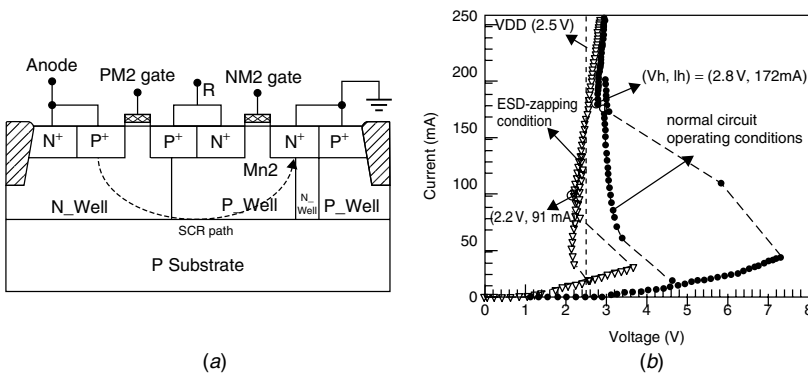 Anode
PM2 gate
R
NM2 gate
N+
P+
P+
N+
N+
P+
Mn2
N_Well
P_Well
N_
Well
P_Well
SCR path
P Substrate
(a)
250
200
150
100
50
0
Current (mA)
VDD (2.5 V)
(Vh, Ih) = (2.8 V, 172mA)
ESD-zapping
condition
normal circuit
operating conditions
(2.2 V, 91 mA)
0 1 2 3 4 5 6 7 8
Voltage (V)
(b)